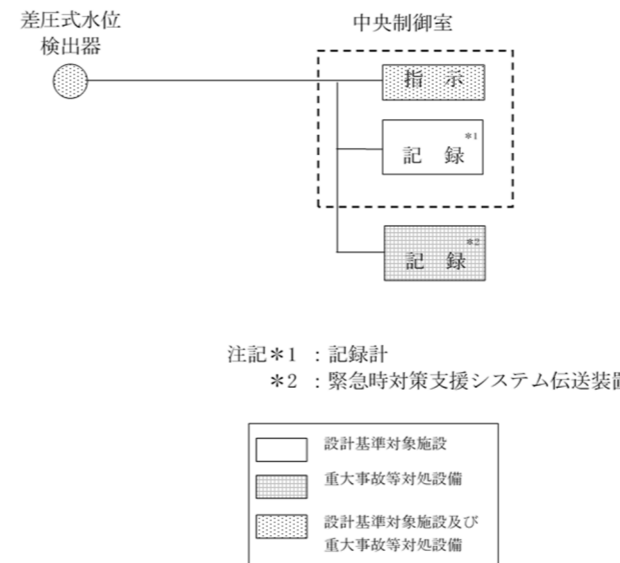 差圧式水位
検出器
中央制御室
指 示
記 録 *1
記 録 *2
注記*1 :記録計
*2 :緊急時対策支援システム伝送装置
設計基準対象施設
重大事故等対処設備
設計基準対象施設及び
重大事故等対処設備